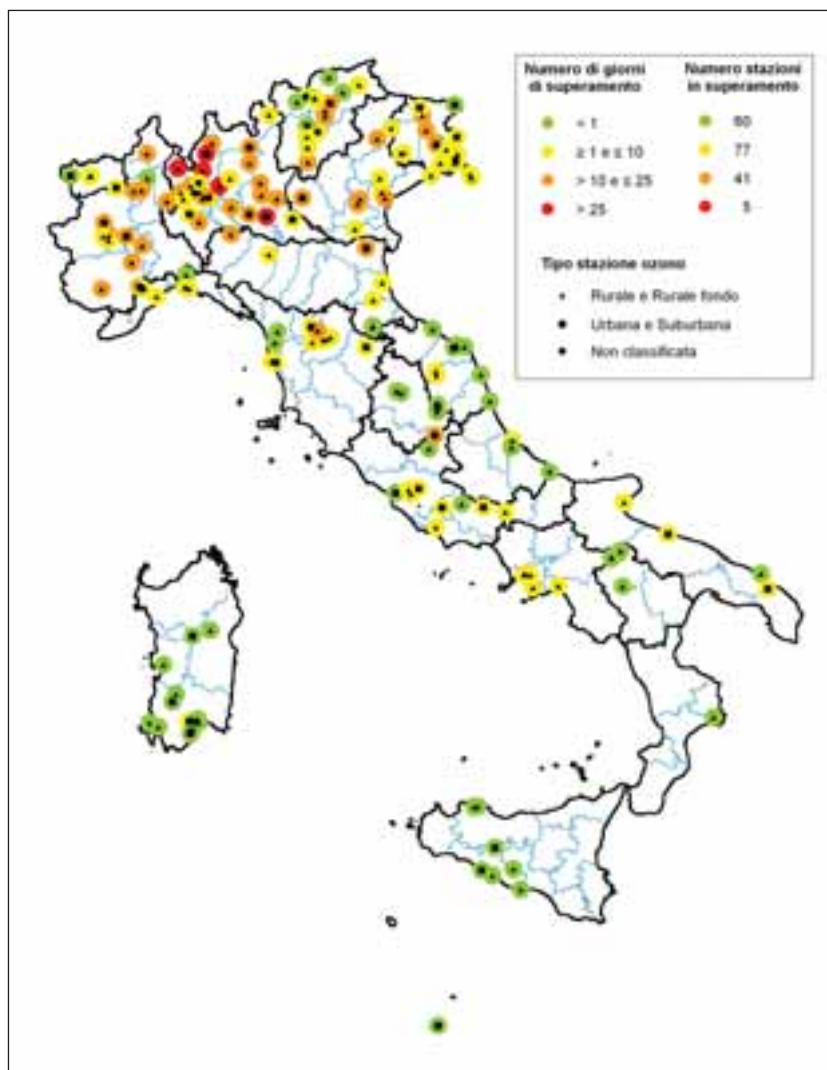 Numero di giorni
di superamento
Numero stazioni
in superamento
< 1
60
≥ 1 e ≤ 10
77
> 10 e ≤ 25
41
> 25
5
Tipo stazione ozono
Rurale e Rurale fondo
Urbana e Suburbana
Non classificata